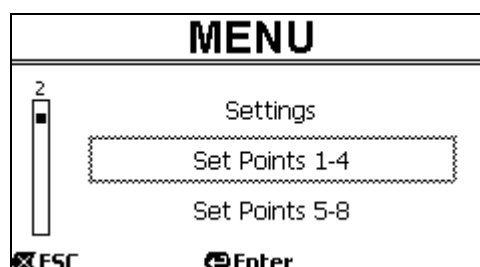 MENU
2
Settings
Set Points 1-4
Set Points 5-8
ESC Enter